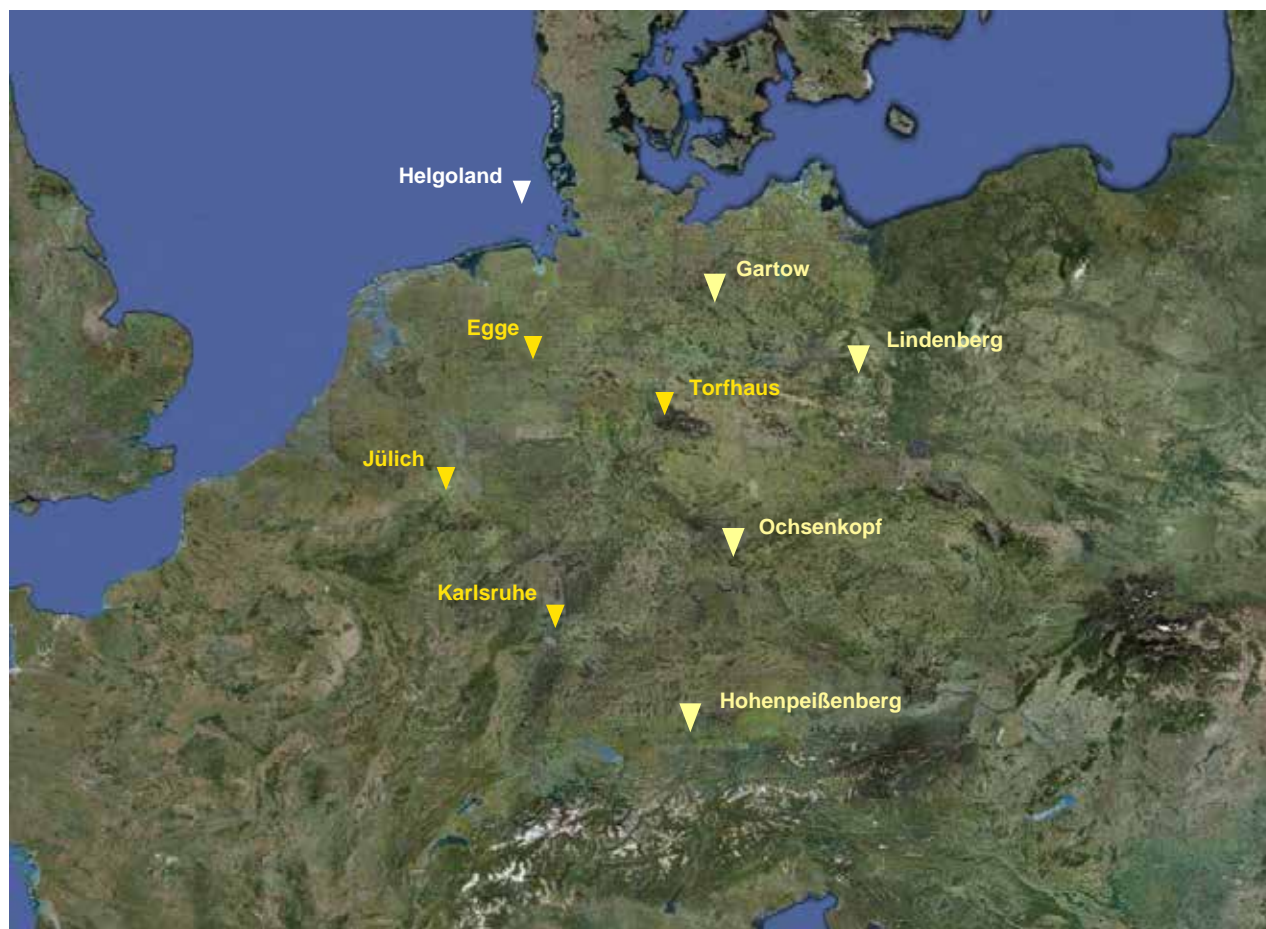 Helgoland
Gartow
Egge
Lindenberg
Torfhaus
Jülich
Ochsenkopf
Karlsruhe
Hohenpeißenberg